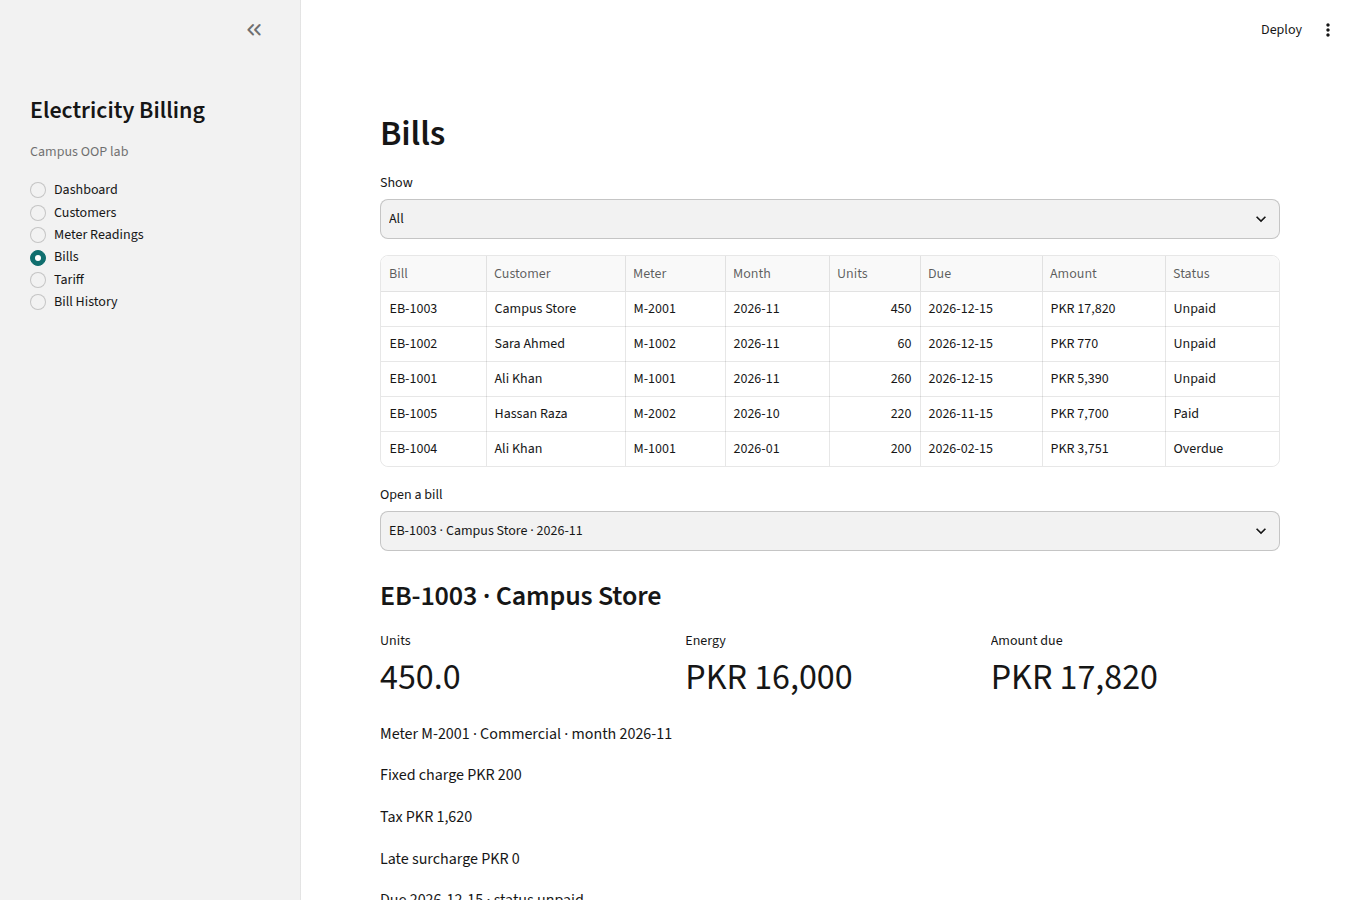 Deploy
Electricity Billing
Campus OOP lab
Dashboard
Customers
Meter Readings
Bills
Tariff
Bill History
Bills
Show
All
Bill Customer Meter Month Units Due Amount Status
EB-1003 Campus Store M-2001 2026-11 450 2026-12-15 PKR 17,820 Unpaid
EB-1002 Sara Ahmed M-1002 2026-11 60 2026-12-15 PKR 770 Unpaid
EB-1001 Ali Khan M-1001 2026-11 260 2026-12-15 PKR 5,390 Unpaid
EB-1005 Hassan Raza M-2002 2026-10 220 2026-11-15 PKR 7,700 Paid
EB-1004 Ali Khan M-1001 2026-01 200 2026-02-15 PKR 3,751 Overdue
Open a bill
EB-1003 · Campus Store · 2026-11
EB-1003 · Campus Store
Units Energy Amount due
450.0 PKR 16,000 PKR 17,820
Meter M-2001 · Commercial · month 2026-11
Fixed charge PKR 200
Tax PKR 1,620
Late surcharge PKR 0
Due 2026-12-15 · status unpaid